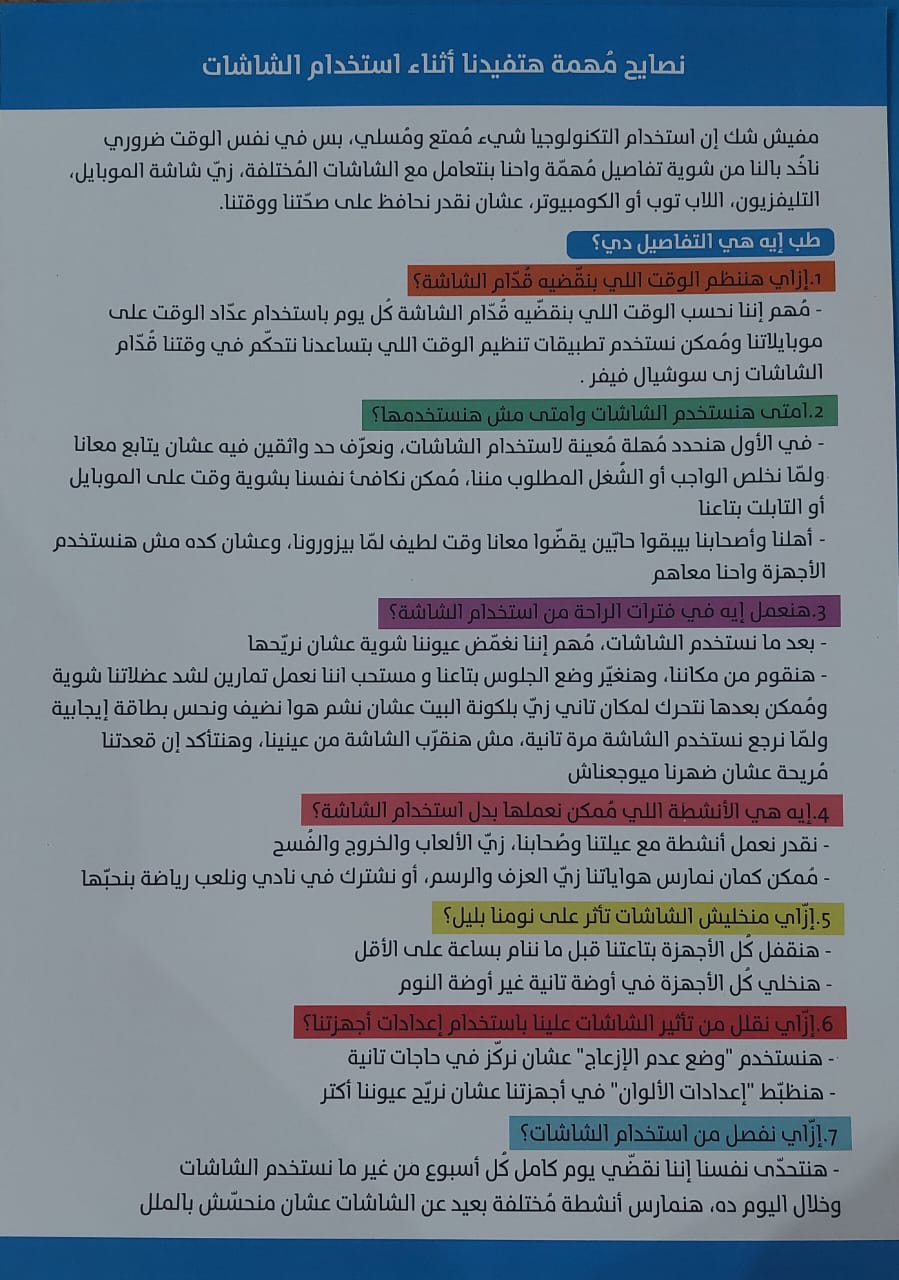 نصايح مُهمة هتفيدنا أثناء استخدام الشاشات
مفيش شك إن استخدام التكنولوجيا شيء مُمتع ومُسلي، بس في نفس الوقت ضروري
ناخُد بالنا من شوية تفاصيل مُهمّة واحنا بنتعامل مع الشاشات المُختلفة، زيّ شاشة الموبايل،
التليفزيون، اللاب توب أو الكومبيوتر، عشان نقدر نحافظ على صحّتنا ووقتنا.
طب إيه هي التفاصيل دي؟
1.إزاي هننظم الوقت اللي بنقّضيه قُدّام الشاشة؟
- مُهم إننا نحسب الوقت اللي بنقضّيه قُدّام الشاشة كُل يوم باستخدام عدّاد الوقت على
موبايلاتنا ومُمكن نستخدم تطبيقات تنظيم الوقت اللي بتساعدنا نتحكّم في وقتنا قُدّام
الشاشات زى سوشيال فيفر .
2.امتى هنستخدم الشاشات وامتى مش هنستخدمها؟
- في الأول هنحدد مُهلة مُعينة لاستخدام الشاشات، ونعرّف حد واثقين فيه عشان يتابع معانا
ولمّا نخلص الواجب أو الشُغل المطلوب مننا، مُمكن نكافئ نفسنا بشوية وقت على الموبايل
أو التابلت بتاعنا
- أهلنا وأصحابنا بيبقوا حابّين يقضّوا معانا وقت لطيف لمّا بيزورونا، وعشان كده مش هنستخدم
الأجهزة واحنا معاهم
3.هنعمل إيه في فترات الراحة من استخدام الشاشة؟
- بعد ما نستخدم الشاشات، مُهم إننا نغمّض عيوننا شوية عشان نريّحها
- هنقوم من مكاننا، وهنغيّر وضع الجلوس بتاعنا و مستحب اننا نعمل تمارين لشد عضلاتنا شوية
ومُمكن بعدها نتحرك لمكان تاني زيّ بلكونة البيت عشان نشم هوا نضيف ونحس بطاقة إيجابية
ولمّا نرجع نستخدم الشاشة مرة تانية، مش هنقرّب الشاشة من عينينا، وهنتأكد إن قعدتنا
مُريحة عشان ضهرنا ميوجعناش
4.إيه هي الأنشطة اللي مُمكن نعملها بدل استخدام الشاشة؟
- نقدر نعمل أنشطة مع عيلتنا وصُحابنا، زيّ الألعاب والخروج والفُسح
- مُمكن كمان نمارس هواياتنا زيّ العزف والرسم، أو نشترك في نادي ونلعب رياضة بنحبّها
5.إزّاي منخليش الشاشات تأثر على نومنا بليل؟
- هنقفل كُل الأجهزة بتاعتنا قبل ما ننام بساعة على الأقل
- هنخلي كُل الأجهزة في أوضة تانية غير أوضة النوم
6.إزّاي نقلل من تأثير الشاشات علينا باستخدام إعدادات أجهزتنا؟
- هنستخدم "وضع عدم الإزعاج" عشان نركّز في حاجات تانية
- هنظبّط "إعدادات الألوان" في أجهزتنا عشان نريّح عيوننا أكتر
7.إزّاي نفصل من استخدام الشاشات؟
- هنتحدّى نفسنا إننا نقضّي يوم كامل كُل أسبوع من غير ما نستخدم الشاشات
وخلال اليوم ده، هنمارس أنشطة مُختلفة بعيد عن الشاشات عشان منحسّش بالملل